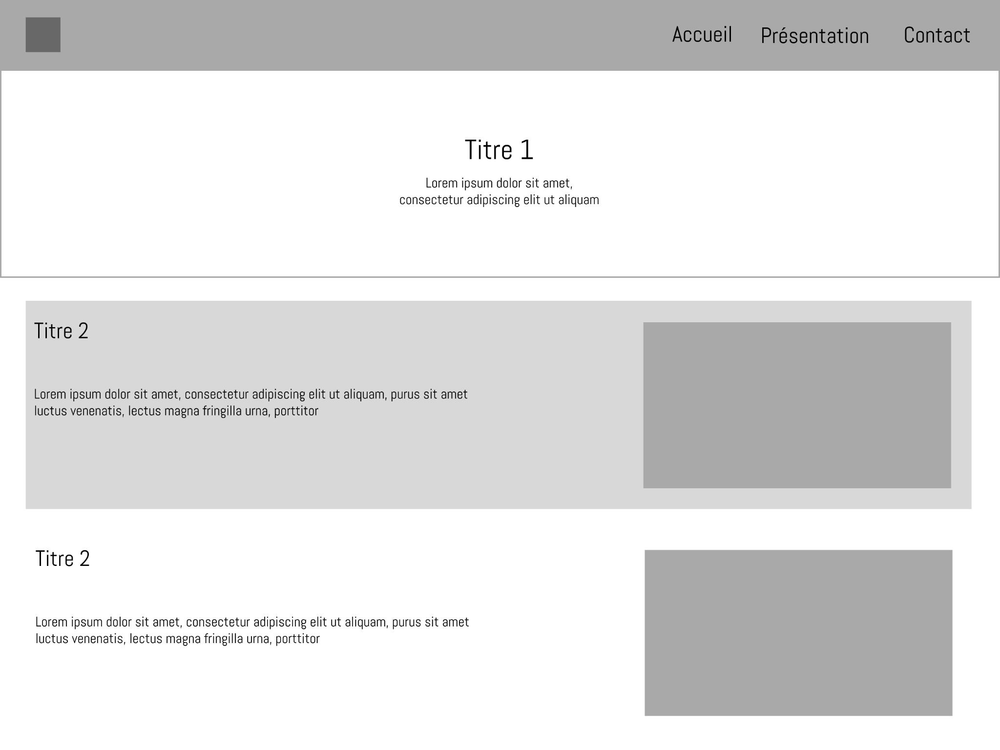 Accueil Présentation Contact
Titre 1
Lorem ipsum dolor sit amet,
consectetur adipiscing elit ut aliquam
Titre 2
Lorem ipsum dolor sit amet, consectetur adipiscing elit ut aliquam, purus sit amet
luctus venenatis, lectus magna fringilla urna, porttitor
Titre 2
Lorem ipsum dolor sit amet, consectetur adipiscing elit ut aliquam, purus sit amet
luctus venenatis, lectus magna fringilla urna, porttitor